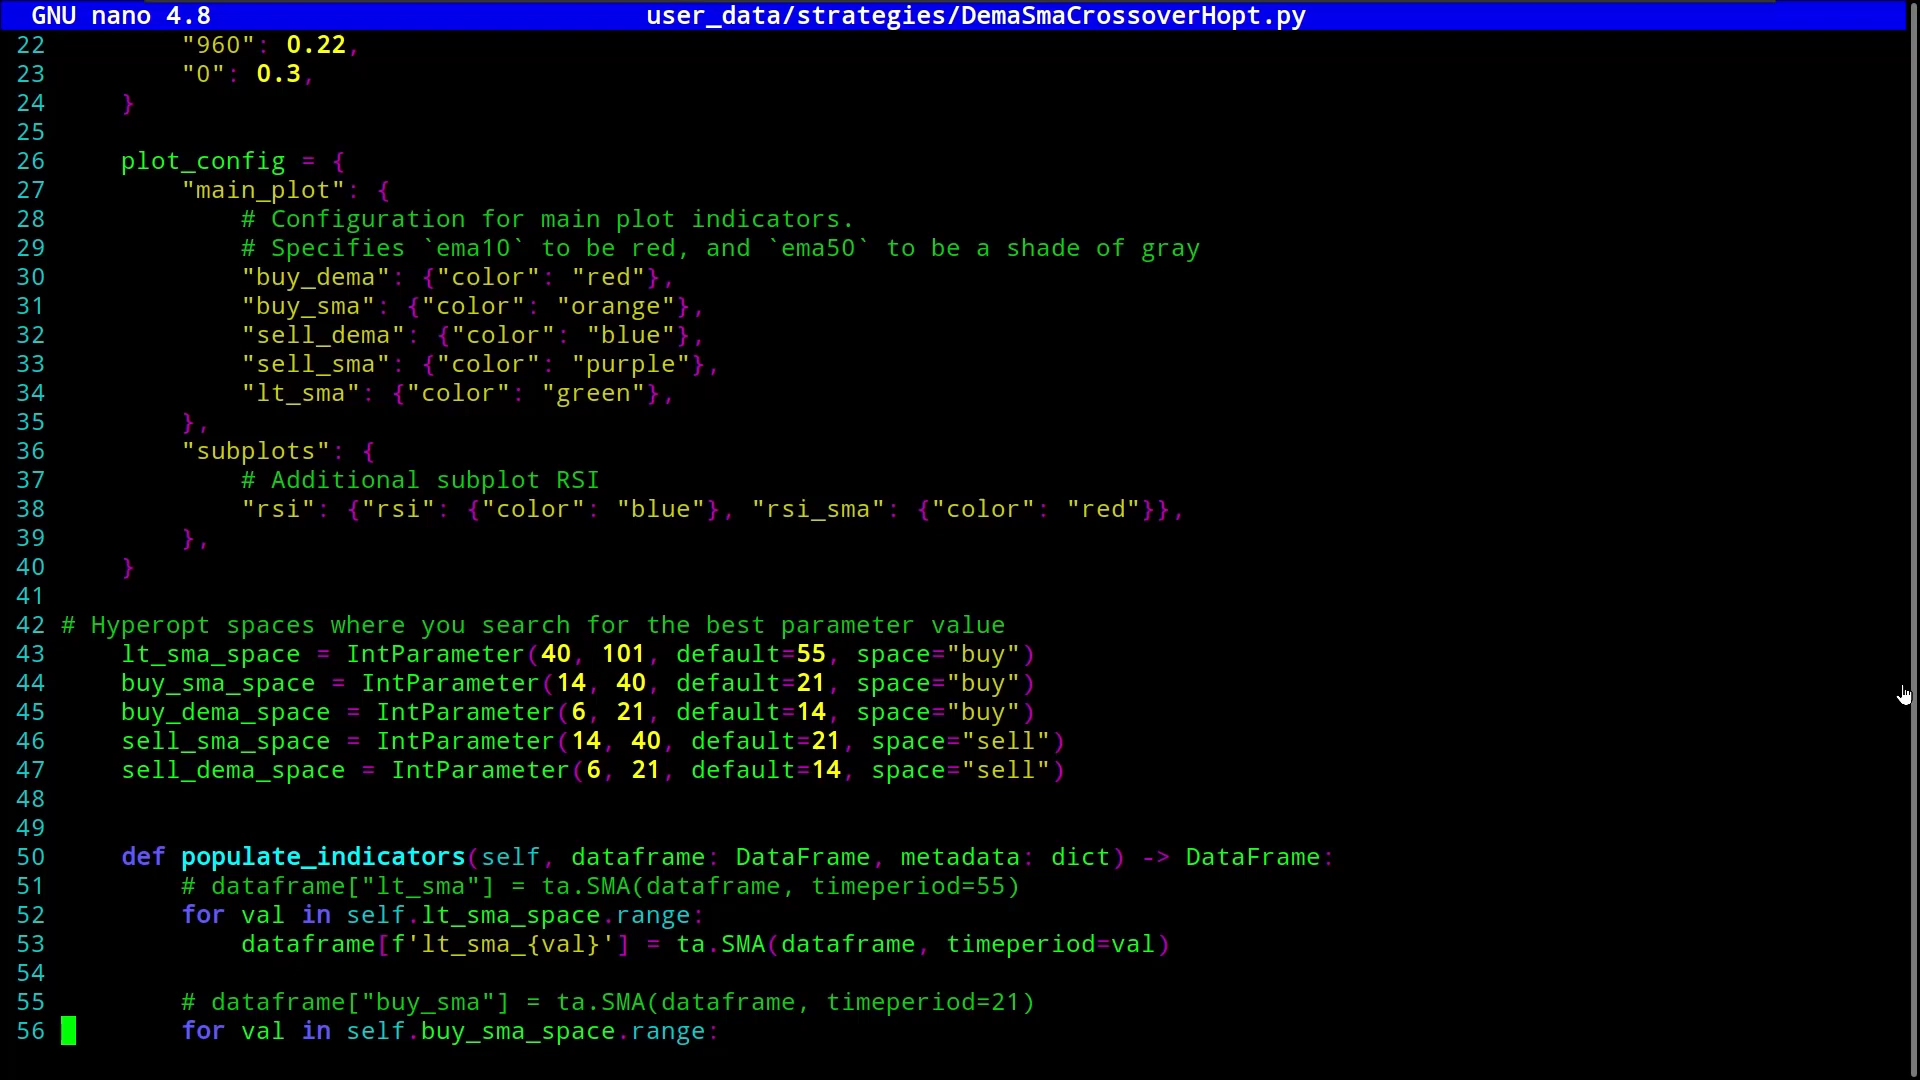 GNU nano 4.8 user_data/strategies/DemaSmaCrossoverHopt.py
22         "960": 0.22,
23         "0": 0.3,
24     }
25
26     plot_config = {
27         "main_plot": {
28             # Configuration for main plot indicators.
29             # Specifies `ema10` to be red, and `ema50` to be a shade of gray
30             "buy_dema": {"color": "red"},
31             "buy_sma": {"color": "orange"},
32             "sell_dema": {"color": "blue"},
33             "sell_sma": {"color": "purple"},
34             "lt_sma": {"color": "green"},
35         },
36         "subplots": {
37             # Additional subplot RSI
38             "rsi": {"rsi": {"color": "blue"}, "rsi_sma": {"color": "red"}},
39         },
40     }
41
42 # Hyperopt spaces where you search for the best parameter value
43     lt_sma_space = IntParameter(40, 101, default=55, space="buy")
44     buy_sma_space = IntParameter(14, 40, default=21, space="buy")
45     buy_dema_space = IntParameter(6, 21, default=14, space="buy")
46     sell_sma_space = IntParameter(14, 40, default=21, space="sell")
47     sell_dema_space = IntParameter(6, 21, default=14, space="sell")
48
49
50     def populate_indicators(self, dataframe: DataFrame, metadata: dict) -> DataFrame:
51         # dataframe["lt_sma"] = ta.SMA(dataframe, timeperiod=55)
52         for val in self.lt_sma_space.range:
53             dataframe[f'lt_sma_{val}'] = ta.SMA(dataframe, timeperiod=val)
54
55         # dataframe["buy_sma"] = ta.SMA(dataframe, timeperiod=21)
56         for val in self.buy_sma_space.range: